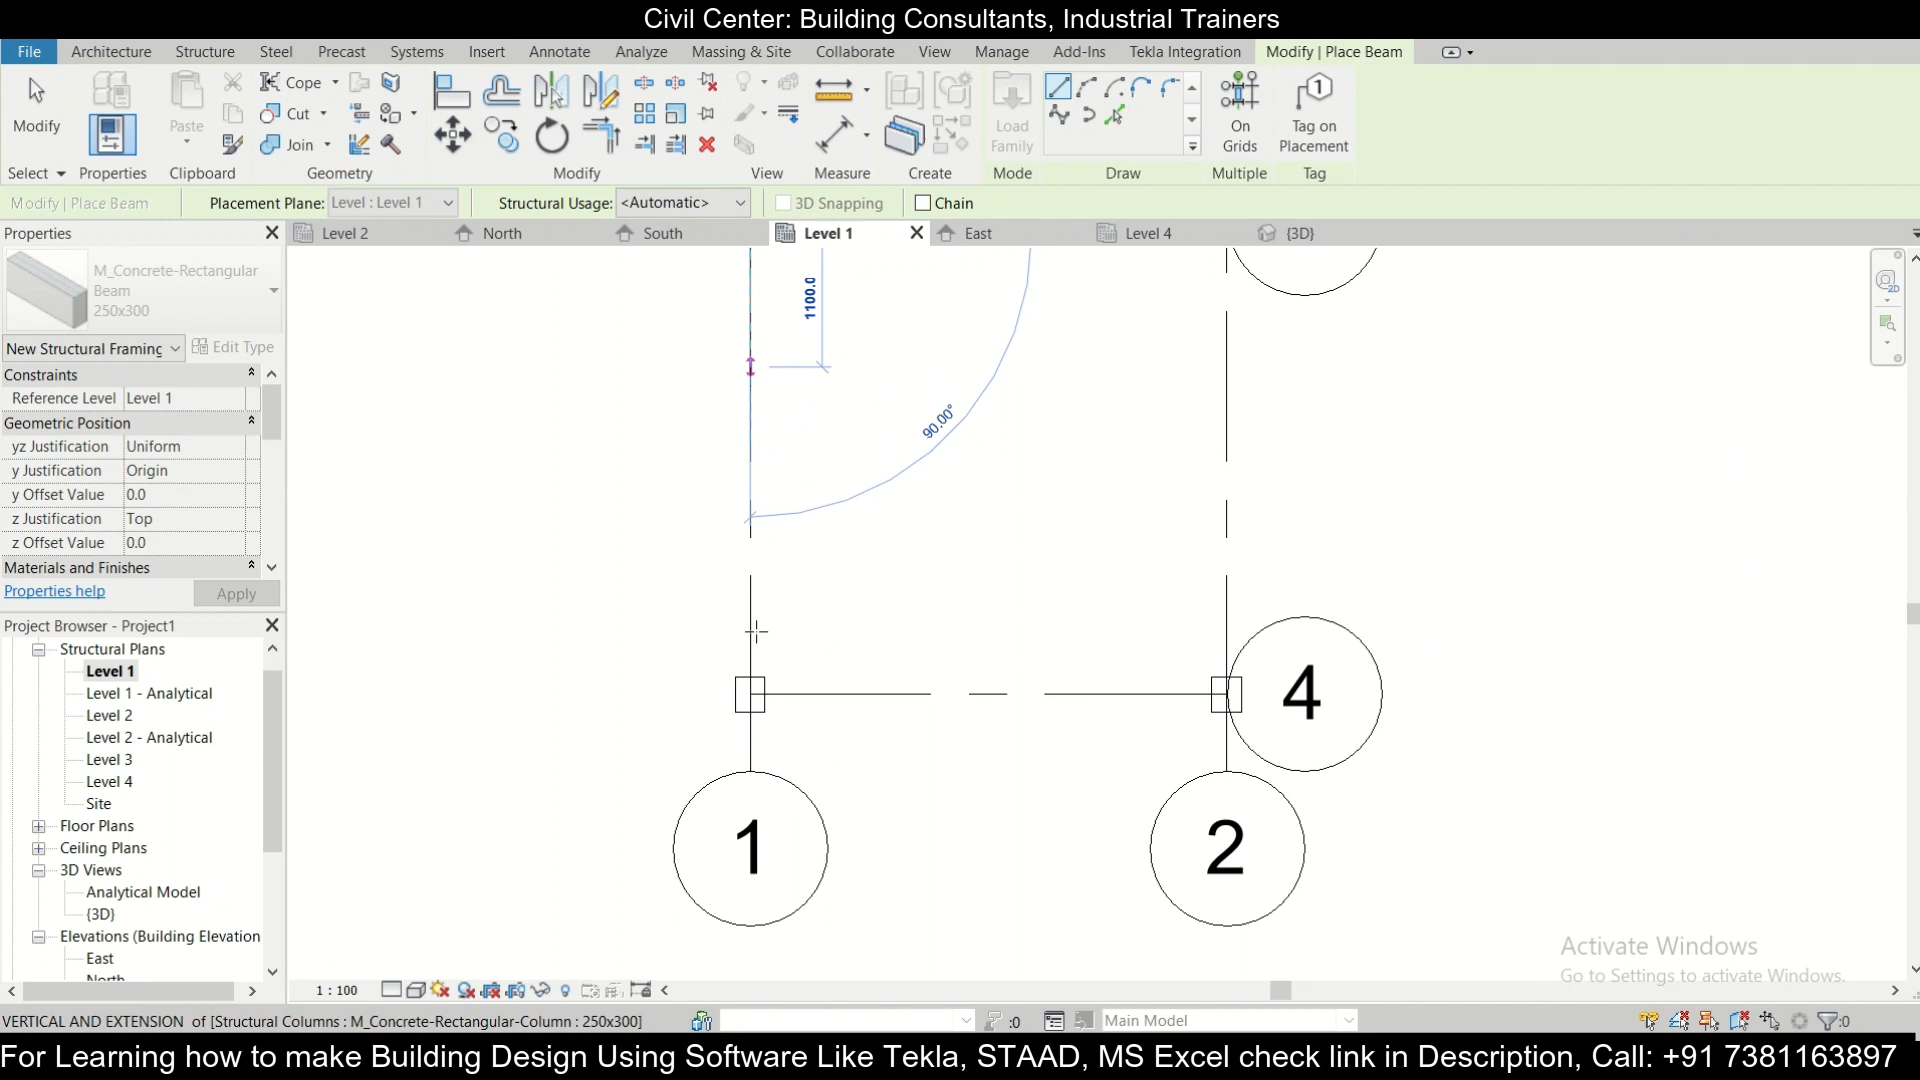 Civil Center: Building Consultants, Industrial Trainers
File Architecture Structure Steel Precast Systems Insert Annotate Analyze Massing & Site Collaborate View Manage Add-Ins Tekla Integration Modify | Place Beam
Modify Paste Cope Cut Join Load Family On Grids Tag on Placement
Select Properties Clipboard Geometry Modify View Measure Create Mode Draw Multiple Tag
Modify | Place Beam Placement Plane: Level : Level 1 Structural Usage: <Automatic> 3D Snapping Chain
Properties Level 2 North South Level 1 East Level 4 {3D}
M_Concrete-Rectangular
Beam
250x300
New Structural Framing Edit Type
Constraints
Reference Level Level 1
Geometric Position
yz Justification Uniform
y Justification Origin
y Offset Value 0.0
z Justification Top
z Offset Value 0.0
Materials and Finishes
Properties help Apply
Project Browser - Project1
Structural Plans
Level 1
Level 1 - Analytical
Level 2
Level 2 - Analytical
Level 3
Level 4
Site
Floor Plans
Ceiling Plans
3D Views
Analytical Model
{3D}
Elevations (Building Elevation
East
North
1100.0
90.00°
4
1
2
Activate Windows
Go to Settings to activate Windows.
1 : 100
VERTICAL AND EXTENSION of [Structural Columns : M_Concrete-Rectangular-Column : 250x300] :0 Main Model :0
For Learning how to make Building Design Using Software Like Tekla, STAAD, MS Excel check link in Description, Call: +91 7381163897